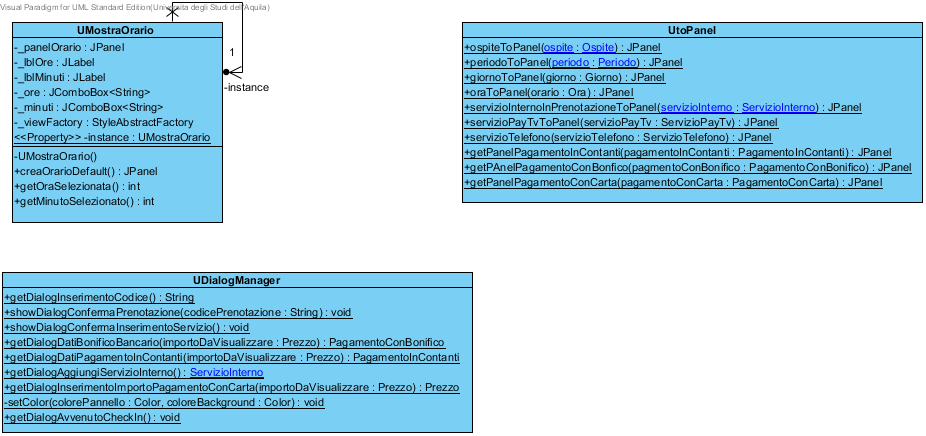 Visual Paradigm for UML Standard Edition(Università degli Studi dell'Aquila)
UMostraOrario
-_panelOrario : JPanel
-_lblOre : JLabel
-_lblMinuti : JLabel
-_ore : JComboBox<String>
-_minuti : JComboBox<String>
-_viewFactory : StyleAbstractFactory
<<Property>> -instance : UMostraOrario
-UMostraOrario()
+creaOrarioDefault() : JPanel
+getOraSelezionata() : int
+getMinutoSelezionato() : int
1
-instance
UtoPanel
+ospiteToPanel(ospite : Ospite) : JPanel
+periodoToPanel(periodo : Periodo) : JPanel
+giornoToPanel(giorno : Giorno) : JPanel
+oraToPanel(orario : Ora) : JPanel
+servizioInternoInPrenotazioneToPanel(servizioInterno : ServizioInterno) : JPanel
+servizioPayTvToPanel(servizioPayTv : ServizioPayTv) : JPanel
+servizioTelefono(servizioTelefono : ServizioTelefono) : JPanel
+getPanelPagamentoInContanti(pagamentoInContanti : PagamentoInContanti) : JPanel
+getPAnelPagamentoConBonfico(pagmentoConBonifico : PagamentoConBonifico) : JPanel
+getPanelPagamentoConCarta(pagamentoConCarta : PagamentoConCarta) : JPanel
UDialogManager
+getDialogInserimentoCodice() : String
+showDialogConfermaPrenotazione(codicePrenotazione : String) : void
+showDialogConfermaInserimentoServizio() : void
+getDialogDatiBonificoBancario(importoDaVisualizzare : Prezzo) : PagamentoConBonifico
+getDialogDatiPagamentoInContanti(importoDaVisualizzare : Prezzo) : PagamentoInContanti
+getDialogAggiungiServizioInterno() : ServizioInterno
+getDialogInserimentoImportoPagamentoConCarta(importoDaVisualizzare : Prezzo) : Prezzo
-setColor(colorePannello : Color, coloreBackground : Color) : void
+getDialogAvvenutoCheckIn() : void